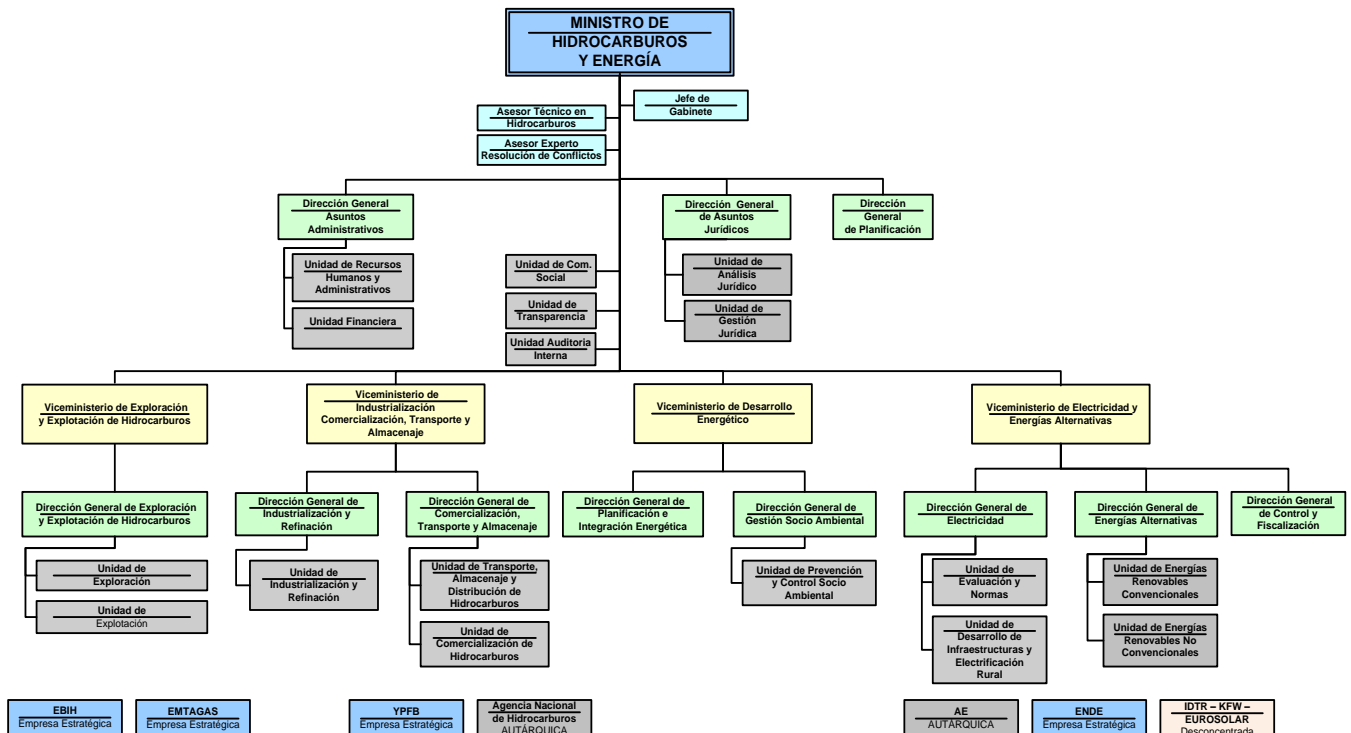 MINISTRO DE
HIDROCARBUROS
Y ENERGÍA
Jefe de
Gabinete
Asesor Técnico en
Hidrocarburos
Asesor Experto
Resolución de Conflictos
Dirección General
Asuntos
Administrativos
Dirección General
de Asuntos
Jurídicos
Dirección
General
de Planificación
Unidad de Recursos
Humanos y
Administrativos
Unidad Financiera
Unidad de Com.
Social
Unidad de
Transparencia
Unidad Auditoria
Interna
Unidad de
Análisis
Jurídico
Unidad de
Gestión
Jurídica
Viceministerio de Exploración
y Explotación de Hidrocarburos
Viceministerio de
Industrialización
Comercialización, Transporte y
Almacenaje
Viceministerio de Desarrollo
Energético
Viceministerio de Electricidad y
Energías Alternativas
Dirección General de Exploración
y Explotación de Hidrocarburos
Dirección General de
Industrialización y
Refinación
Dirección General de
Comercialización,
Transporte y Almacenaje
Dirección General de
Planificación e
Integración Energética
Dirección General de
Gestión Socio Ambiental
Dirección General de
Electricidad
Dirección General de
Energías Alternativas
Dirección General
de Control y
Fiscalización
Unidad de
Exploración
Unidad de
Explotación
Unidad de
Industrialización y
Refinación
Unidad de Transporte,
Almacenaje y
Distribución de
Hidrocarburos
Unidad de
Comercialización de
Hidrocarburos
Unidad de Prevención
y Control Socio
Ambiental
Unidad de
Evaluación y
Normas
Unidad de
Desarrollo de
Infraestructuras y
Electrificación
Rural
Unidad de Energías
Renovables
Convencionales
Unidad de Energías
Renovables No
Convencionales
EBIH
Empresa Estratégica
EMTAGAS
Empresa Estratégica
YPFB
Empresa Estratégica
Agencia Nacional
de Hidrocarburos
AUTÁRQUICA
AE
AUTARQUICA
ENDE
Empresa Estratégica
IDTR – KFW –
EUROSOLAR
Desconcentrada